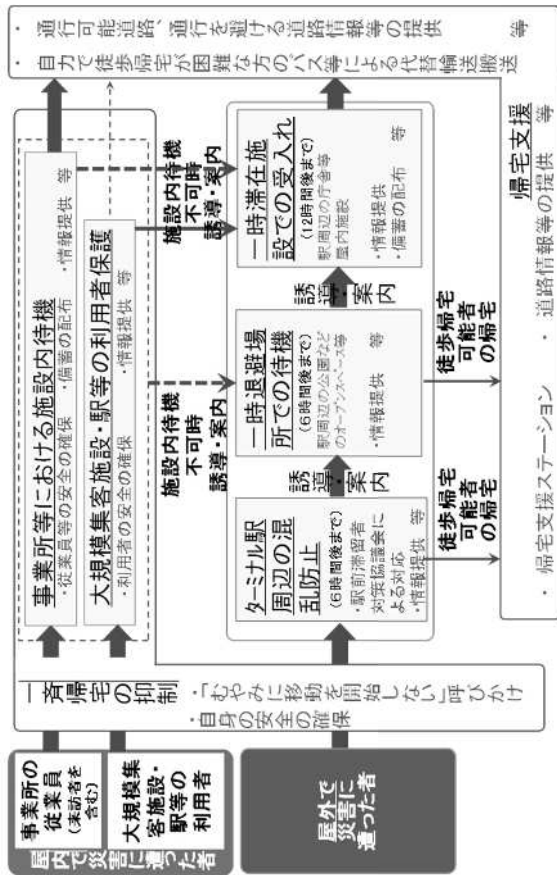 屋内で災害に遭った者
事業所の
従業員
(来訪者を
含む)
大規模集
客施設・
駅等の
利用者
屋外で
災害に
遭った者
一斉帰宅の抑制
・「むやみに移動を開始しない」呼びかけ
・自身の安全の確保
事業所等における施設内待機
・従業員等の安全の確保 ・備蓄の配布 ・情報提供 等
大規模集客施設・駅等の利用者保護
・利用者の安全の確保 ・情報提供 等
施設内待機
不可時
誘導・案内
施設内待機
不可時
誘導・案内
ターミナル駅
周辺の混
乱防止
(6時間後まで)
・駅前滞留者
対策協議会に
よる対応
・情報提供 等
誘導・案内
一時退避場
所での待機
(6時間後まで)
駅周辺の公園など
のオープンスペース等
・情報提供 等
誘導・案内
一時滞在施
設での受入れ
(12時間後まで)
駅周辺の庁舎等
屋内施設
・情報提供
・備蓄の配布 等
徒歩帰宅
可能者
の帰宅
徒歩帰宅
可能者
の帰宅
・通行可能道路、通行を避ける道路情報等の提供 等
・自力で徒歩帰宅が困難な方のバス等による代替輸送搬送
帰宅支援
・帰宅支援ステーション ・道路情報等の提供 等